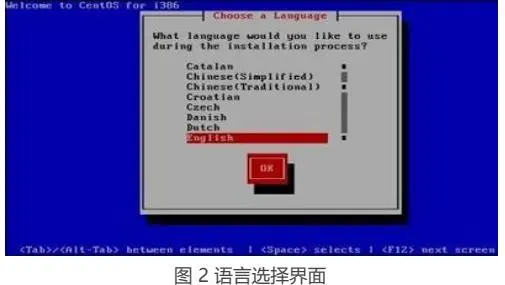 Welcome to CentOS for i386
Choose a Language
What language would you like to use
during the installation process?
Catalan
Chinese(Simplified)
Chinese(Traditional)
Croatian
Czech
Danish
Dutch
English
OK
<Tab>/<Alt-Tab> between elements | <Space> selects | <F12> next screen
图 2 语言选择界面